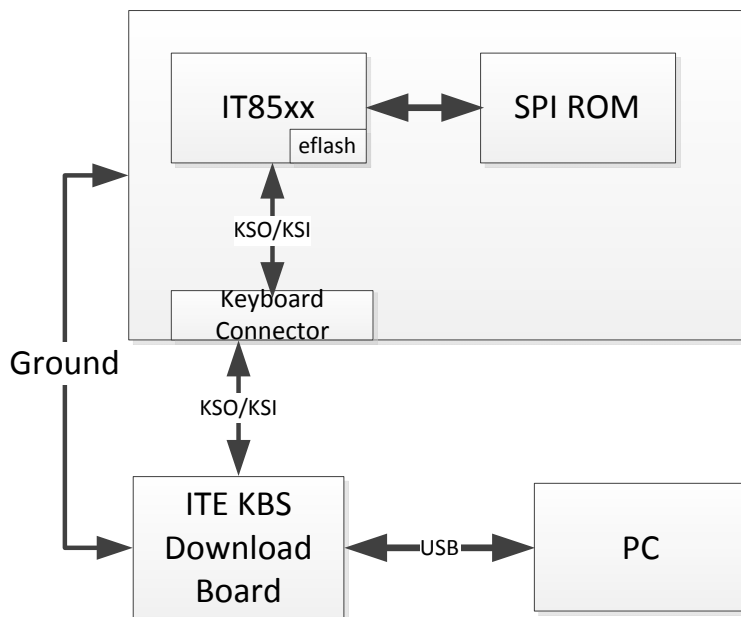 IT85xx
SPI ROM
eflash
KSO/KSI
Keyboard
Connector
Ground
KSO/KSI
ITE KBS
Download
Board
USB
PC